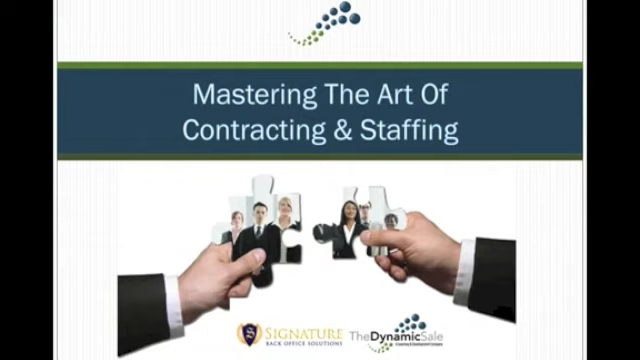 Mastering The Art Of
Contracting & Staffing
SIGNATURE
BACK OFFICE SOLUTIONS
TheDynamicSale